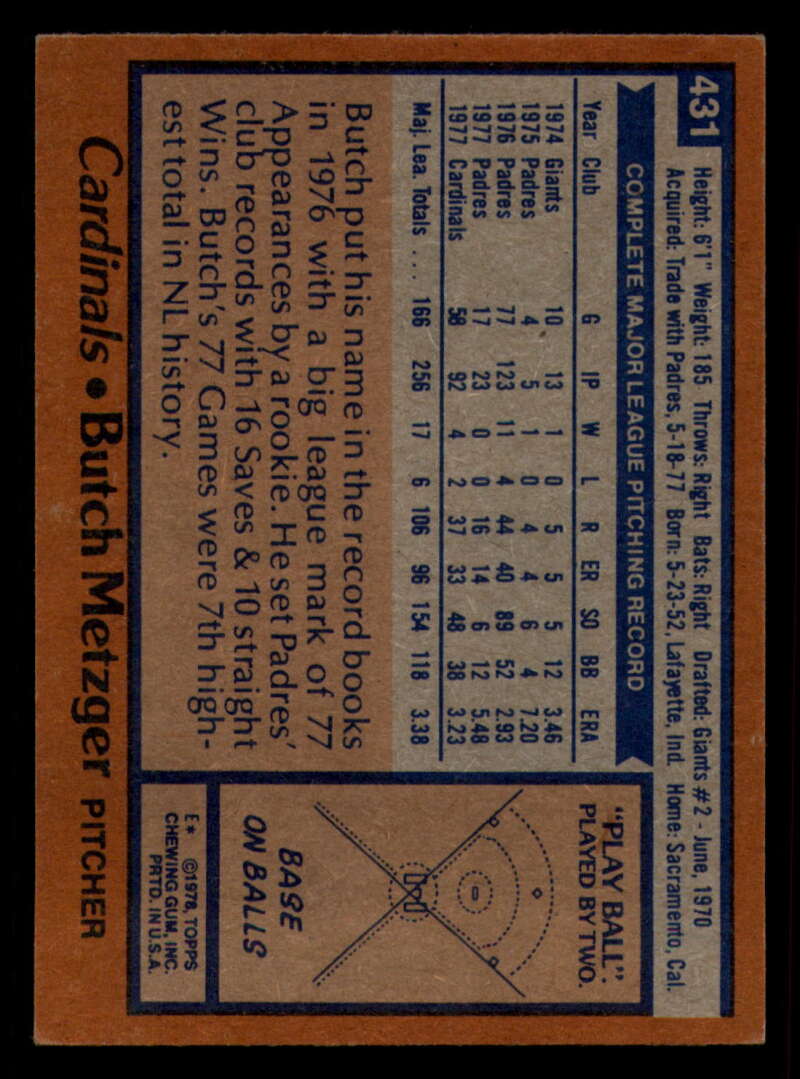 431
Height: 6'1" Weight: 185 Throws: Right Bats: Right Drafted: Giants #2 - June, 1970
Acquired: Trade with Padres, 5-18-77 Born: 5-23-52, Lafayette, Ind. Home: Sacramento, Cal.
COMPLETE MAJOR LEAGUE PITCHING RECORD
Year Club G IP W L R ER SO BB ERA
1974 Giants 10 13 1 0 5 5 5 12 3.46
1975 Padres 4 5 1 0 4 4 6 4 7.20
1976 Padres 77 123 11 4 44 40 89 52 2.93
1977 Padres 17 23 0 0 16 14 6 12 5.48
1977 Cardinals 58 92 4 2 37 33 48 38 3.23
Maj. Lea. Totals .... 166 256 17 6 106 96 154 118 3.38
Butch put his name in the record books
in 1976 with a big league mark of 77
Appearances by a rookie. He set Padres'
club records with 16 Saves & 10 straight
Wins. Butch's 77 Games were 7th high-
est total in NL history.
"PLAY BALL":
PLAYED BY TWO.
BASE
ON BALLS
E* ©1978, TOPPS
CHEWING GUM, INC.
PRTD. IN U.S.A.
Cardinals • Butch Metzger PITCHER